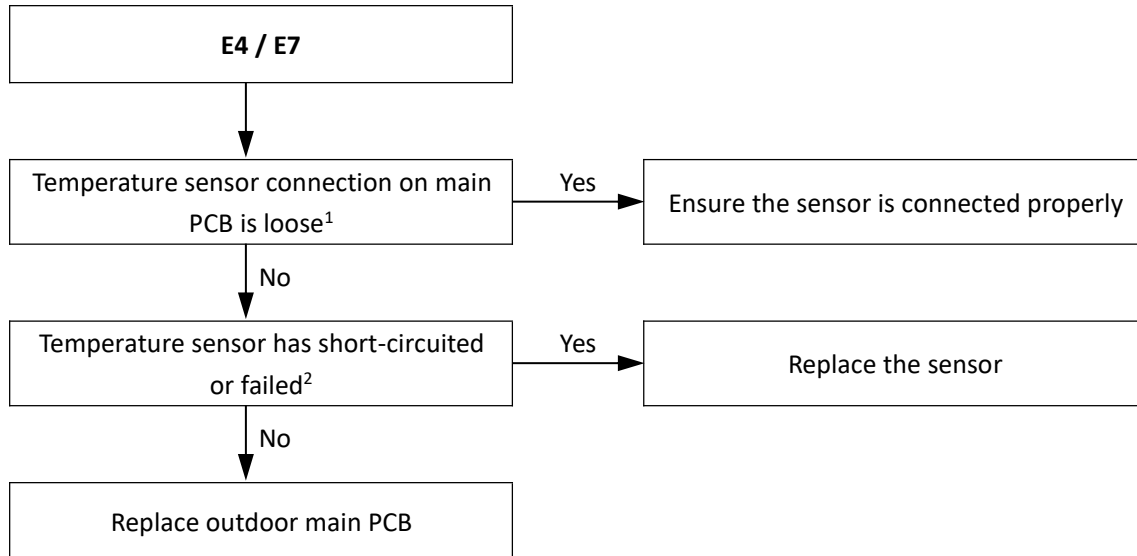 E4 / E7
Temperature sensor connection on main
PCB is loose¹
Yes
Ensure the sensor is connected properly
No
Temperature sensor has short-circuited
or failed²
Yes
Replace the sensor
No
Replace outdoor main PCB